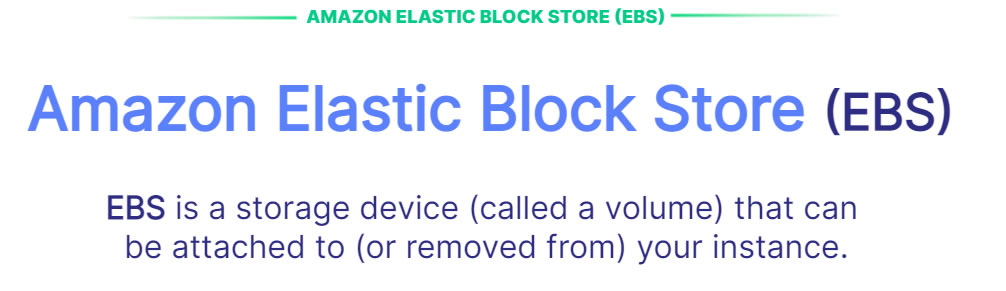 AMAZON ELASTIC BLOCK STORE (EBS)
Amazon Elastic Block Store (EBS)
EBS is a storage device (called a volume) that can
be attached to (or removed from) your instance.